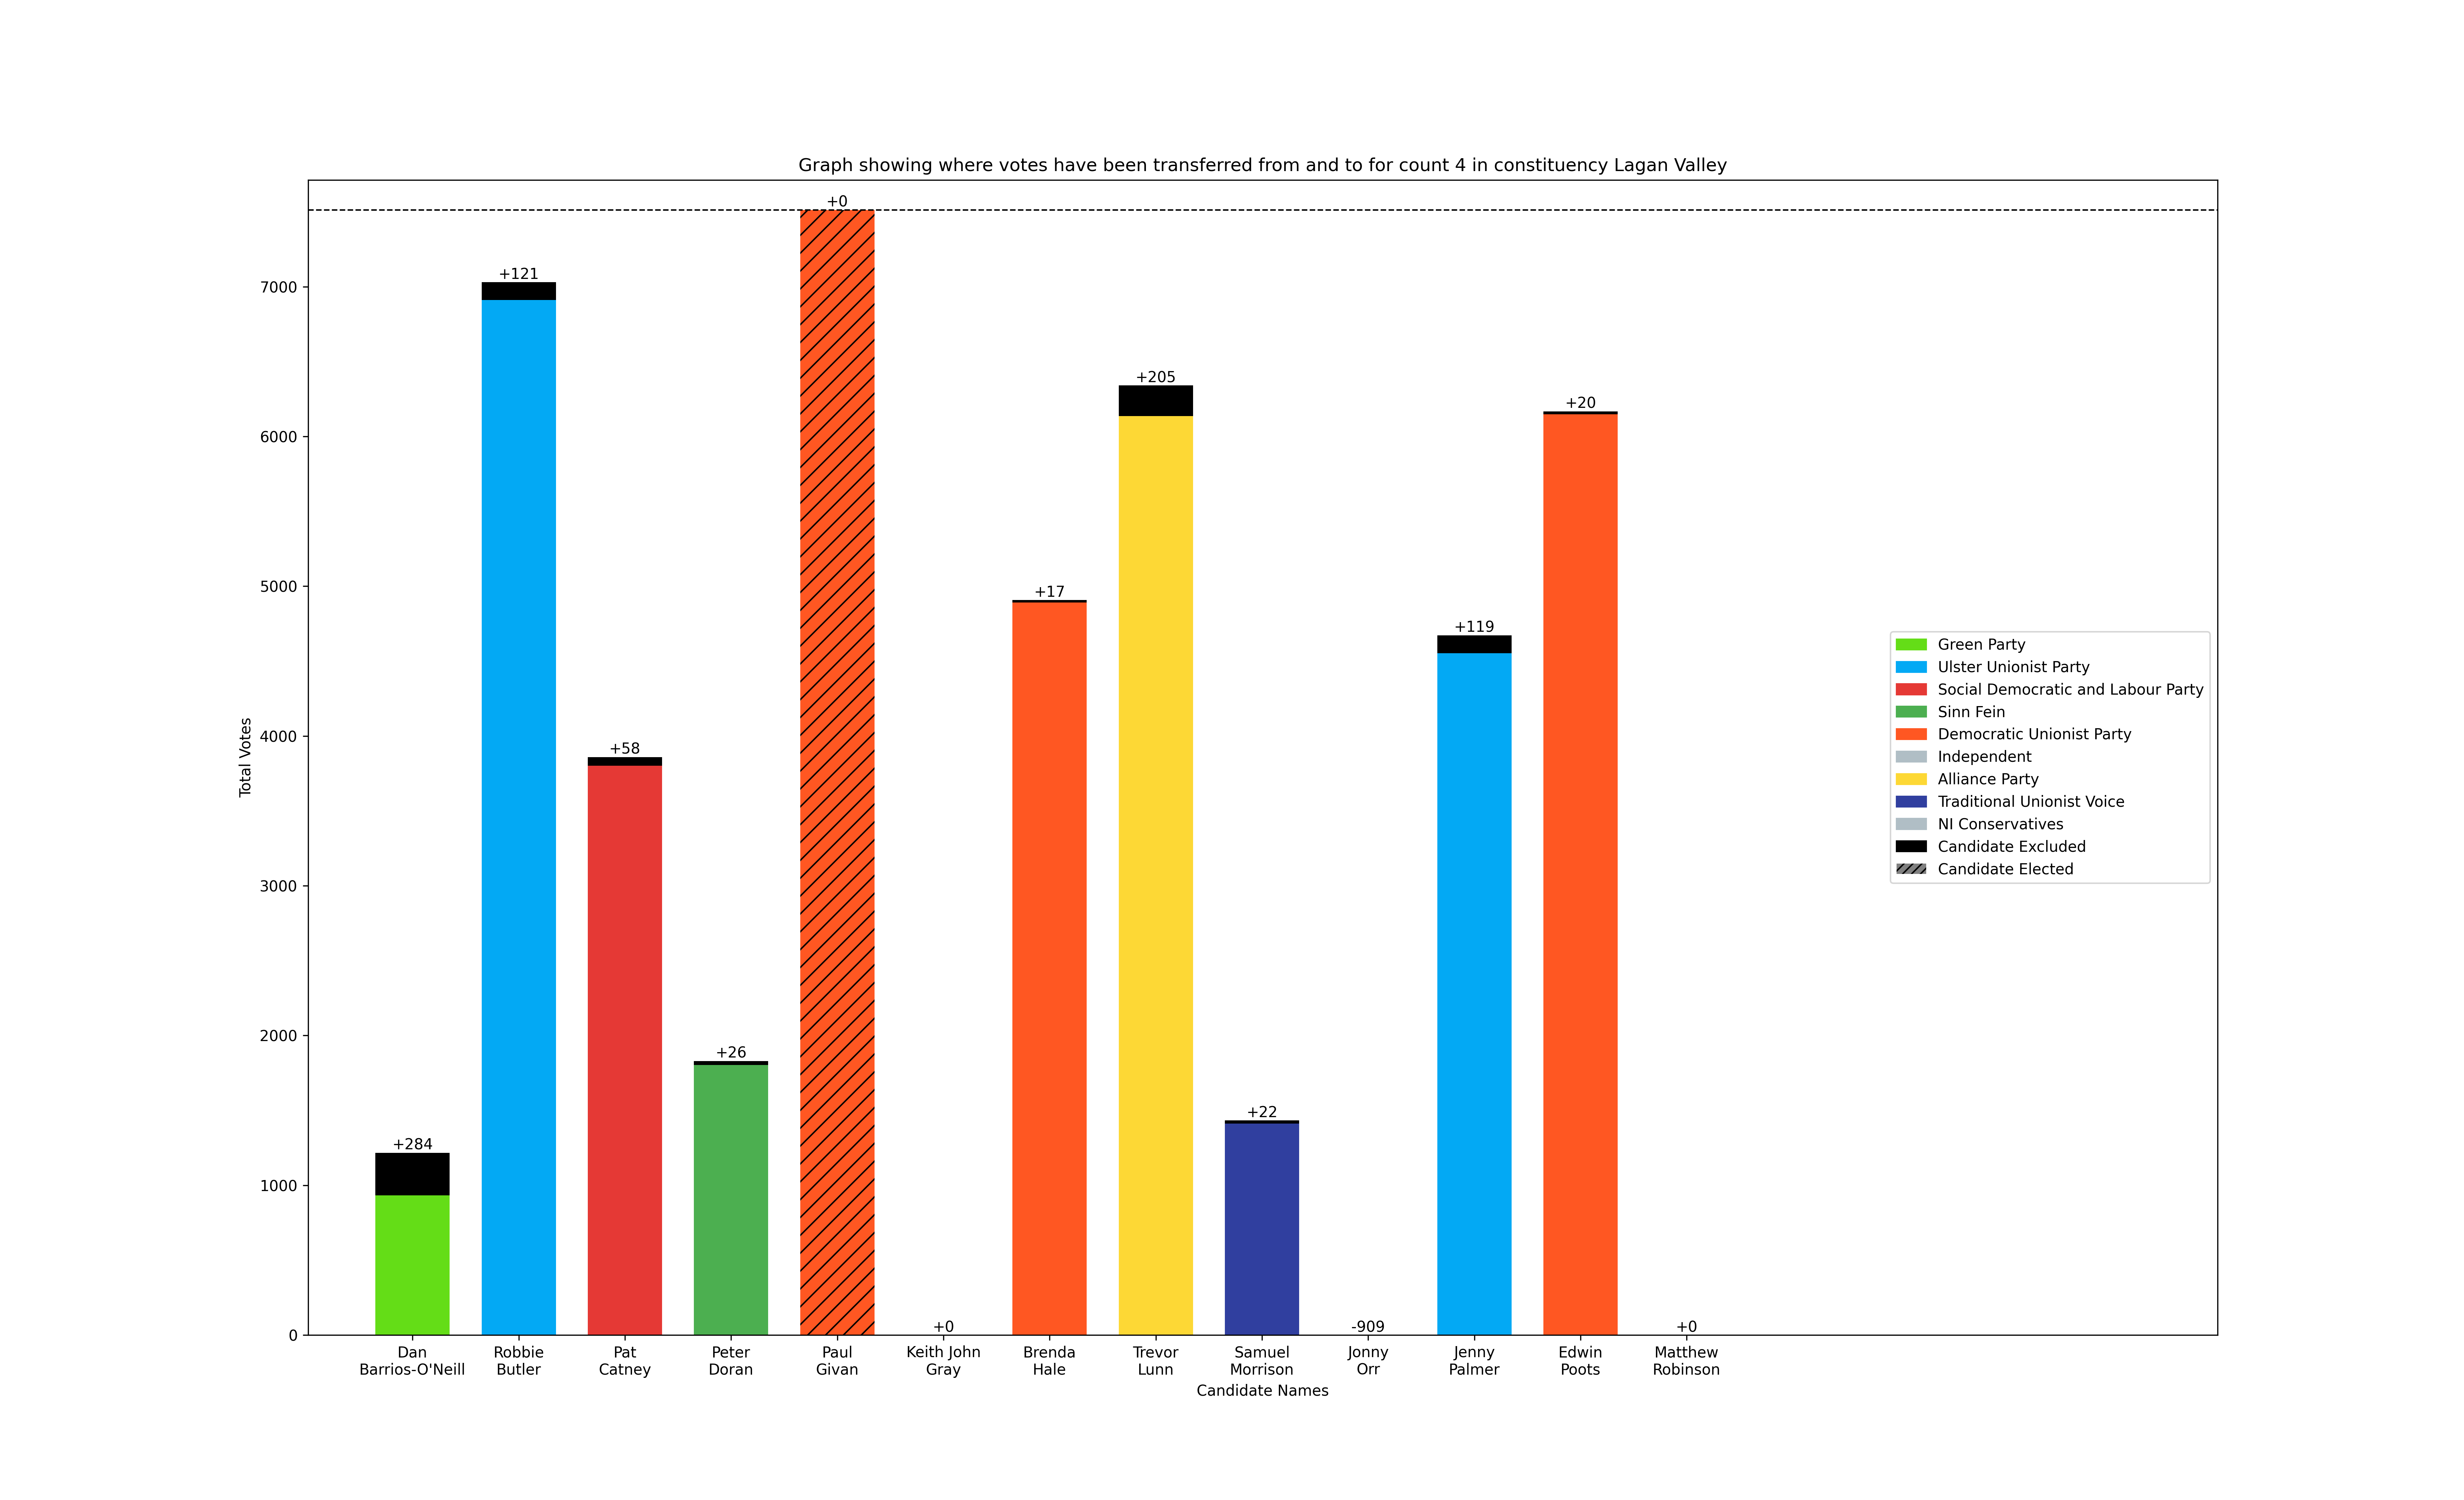 Graph showing where votes have been transferred from and to for count 4 in constituency Lagan Valley
+0
+121
+205
+20
+17
+119
+58
+26
+22
+284
+0
-909
+0
7000
6000
5000
4000
3000
2000
1000
0
Total Votes
Green Party
Ulster Unionist Party
Social Democratic and Labour Party
Sinn Fein
Democratic Unionist Party
Independent
Alliance Party
Traditional Unionist Voice
NI Conservatives
Candidate Excluded
Candidate Elected
Dan
Barrios-O'Neill
Robbie
Butler
Pat
Catney
Peter
Doran
Paul
Givan
Keith John
Gray
Brenda
Hale
Trevor
Lunn
Samuel
Morrison
Jonny
Orr
Jenny
Palmer
Edwin
Poots
Matthew
Robinson
Candidate Names